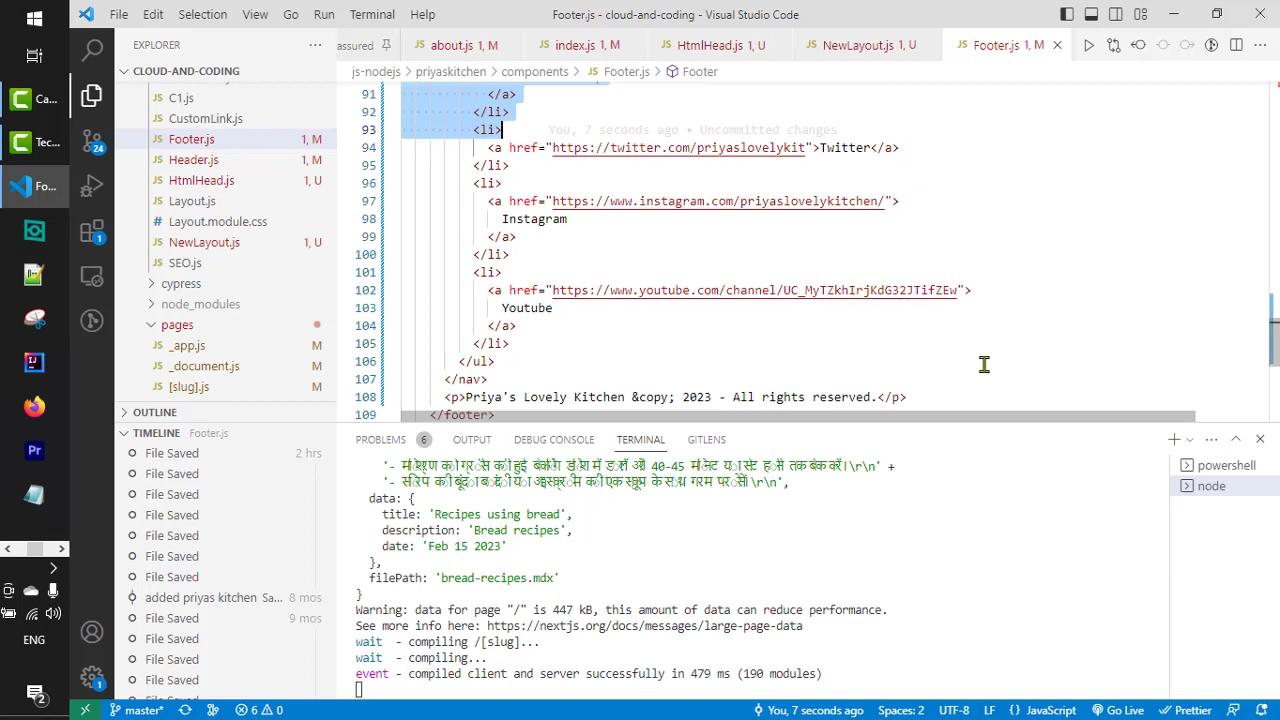 File Edit Selection View Go Run Terminal Help Footer.js - cloud-and-coding - Visual Studio Code
EXPLORER
assured about.js 1, M index.js 1, M HtmlHead.js 1, U NewLayout.js 1, U Footer.js 1, M
CLOUD-AND-CODING
js-nodejs priyaskitchen components Footer.js Footer
C1.js
CustomLink.js
Footer.js 1, M
Header.js 1, M
HtmlHead.js 1, U
Layout.js
Layout.module.css
NewLayout.js 1, U
SEO.js
cypress
node_modules
pages
_app.js M
_document.js M
[slug].js M
OUTLINE
TIMELINE Footer.js
File Saved 2 hrs
File Saved
File Saved
File Saved
File Saved
File Saved
File Saved
added priyas kitchen Sa... 8 mos
File Saved 9 mos
File Saved
File Saved
File Saved
91 </a>
92 </li>
93 <li> You, 7 seconds ago • Uncommitted changes
94 <a href="https://twitter.com/priyaslovelykit">Twitter</a>
95 </li>
96 <li>
97 <a href="https://www.instagram.com/priyaslovelykitchen/">
98 Instagram
99 </a>
100 </li>
101 <li>
102 <a href="https://www.youtube.com/channel/UC_MyTZkhIrjKdG32JTifZEw">
103 Youtube
104 </a>
105 </li>
106 </ul>
107 </nav>
108 <p>Priya's Lovely Kitchen &copy; 2023 - All rights reserved.</p>
109 </footer>
PROBLEMS 6 OUTPUT DEBUG CONSOLE TERMINAL GITLENS
powershell
node
data: {
title: 'Recipes using bread',
description: 'Bread recipes',
date: 'Feb 15 2023'
},
filePath: 'bread-recipes.mdx'
}
Warning: data for page "/" is 447 kB, this amount of data can reduce performance.
See more info here: https://nextjs.org/docs/messages/large-page-data
wait - compiling /[slug]...
wait - compiling...
event - compiled client and server successfully in 479 ms (190 modules)
Ca...
Tec...
Fo...
24
1
1
ENG
2
master* 6 0 You, 7 seconds ago Spaces: 2 UTF-8 LF JavaScript Go Live Prettier